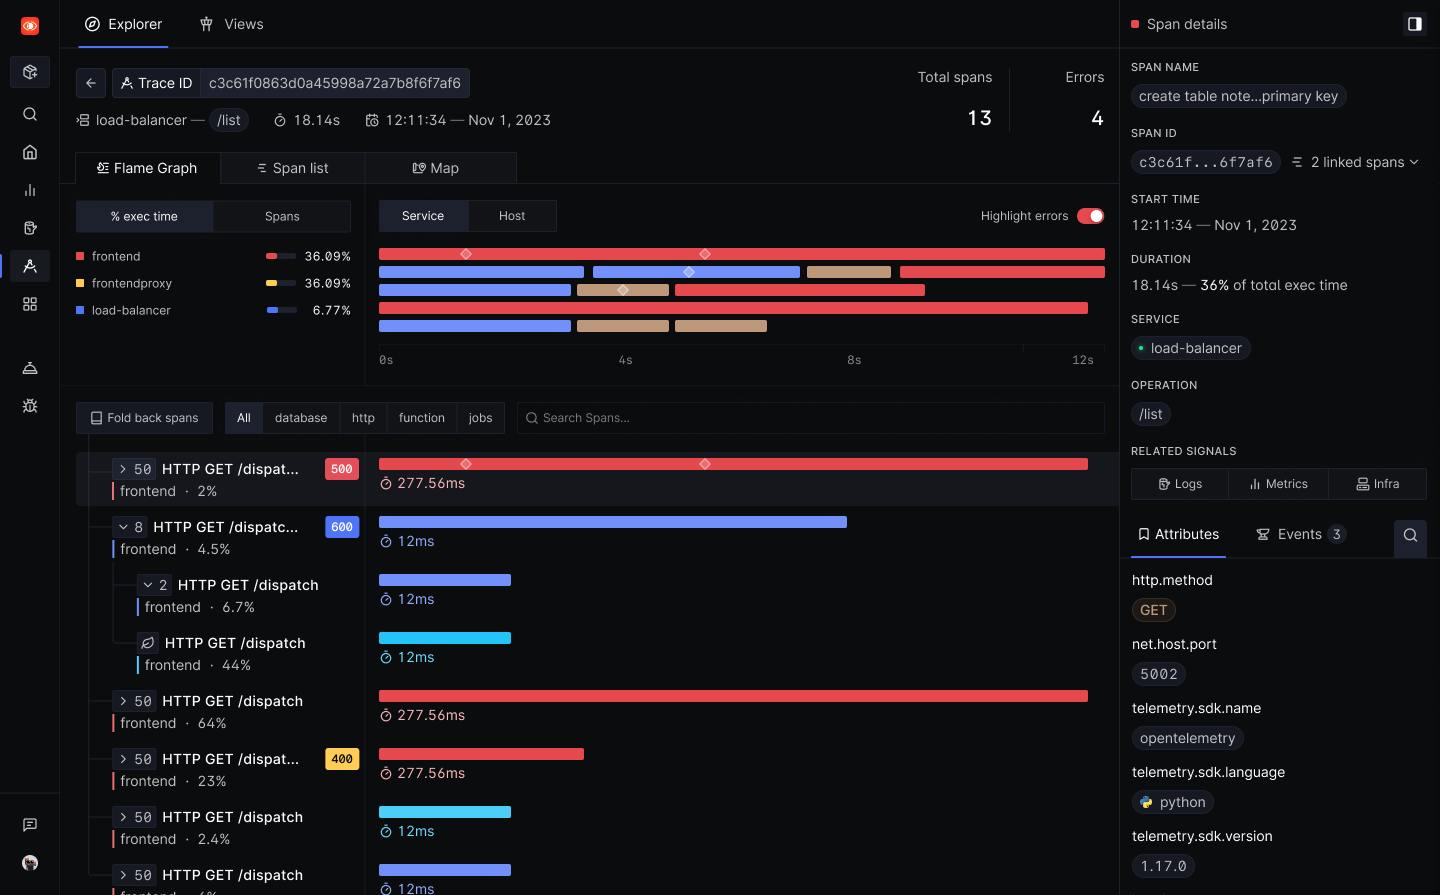 Explorer
Views
Trace ID c3c61f0863d0a45998a72a7b8f6f7af6
load-balancer — /list 18.14s 12:11:34 — Nov 1, 2023
Total spans
13
Errors
4
Flame Graph
Span list
Map
% exec time
Spans
frontend 36.09%
frontendproxy 36.09%
load-balancer 6.77%
Service
Host
Highlight errors
0s 4s 8s 12s
Fold back spans
All
database
http
function
jobs
Search Spans...
50 HTTP GET /dispat... 500
frontend · 2%
277.56ms
8 HTTP GET /dispatc... 600
frontend · 4.5%
12ms
2 HTTP GET /dispatch
frontend · 6.7%
12ms
HTTP GET /dispatch
frontend · 44%
12ms
50 HTTP GET /dispatch
frontend · 64%
277.56ms
50 HTTP GET /dispat... 400
frontend · 23%
277.56ms
50 HTTP GET /dispatch
frontend · 2.4%
12ms
50 HTTP GET /dispatch
12ms
Span details
SPAN NAME
create table note...primary key
SPAN ID
c3c61f...6f7af6 2 linked spans
START TIME
12:11:34 — Nov 1, 2023
DURATION
18.14s — 36% of total exec time
SERVICE
load-balancer
OPERATION
/list
RELATED SIGNALS
Logs
Metrics
Infra
Attributes
Events 3
http.method
GET
net.host.port
5002
telemetry.sdk.name
opentelemetry
telemetry.sdk.language
python
telemetry.sdk.version
1.17.0